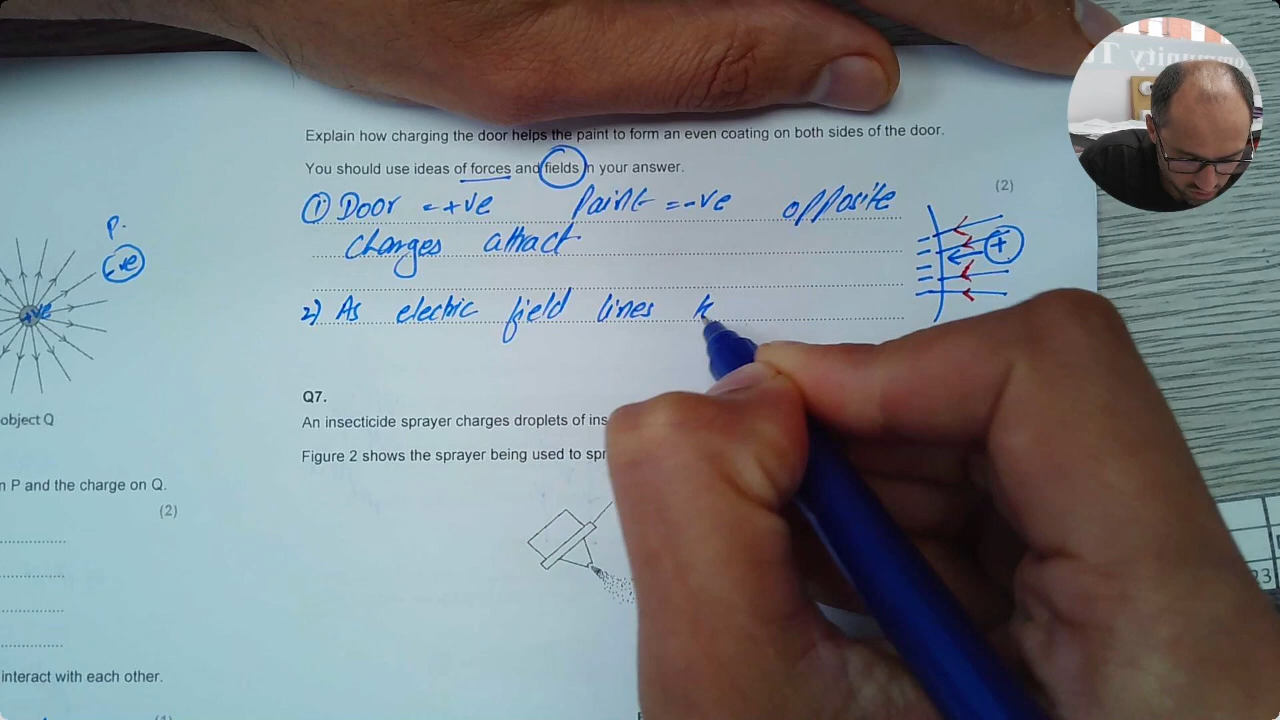 Explain how charging the door helps the paint to form an even coating on both sides of the door.
You should use ideas of forces and fields in your answer.
(2)
① Door = +ve Paint = -ve opposite
charges attract
2) As electric field lines
+
P.
-ve
+ve
object Q
n P and the charge on Q.
(2)
interact with each other.
(1)
Q7.
An insecticide sprayer charges droplets of ins
Figure 2 shows the sprayer being used to spr
23